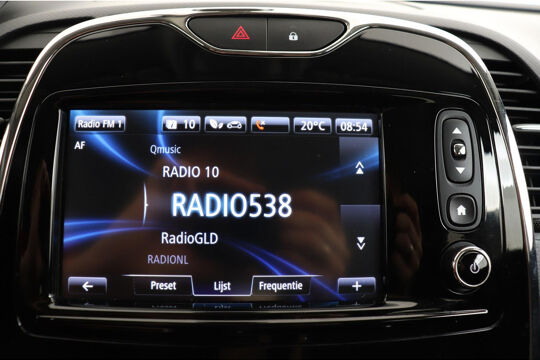 Radio FM 1 10 20°C 08:54
AF
Qmusic
RADIO 10
RADIO538
RadioGLD
RADIONL
Preset Lijst Frequentie +